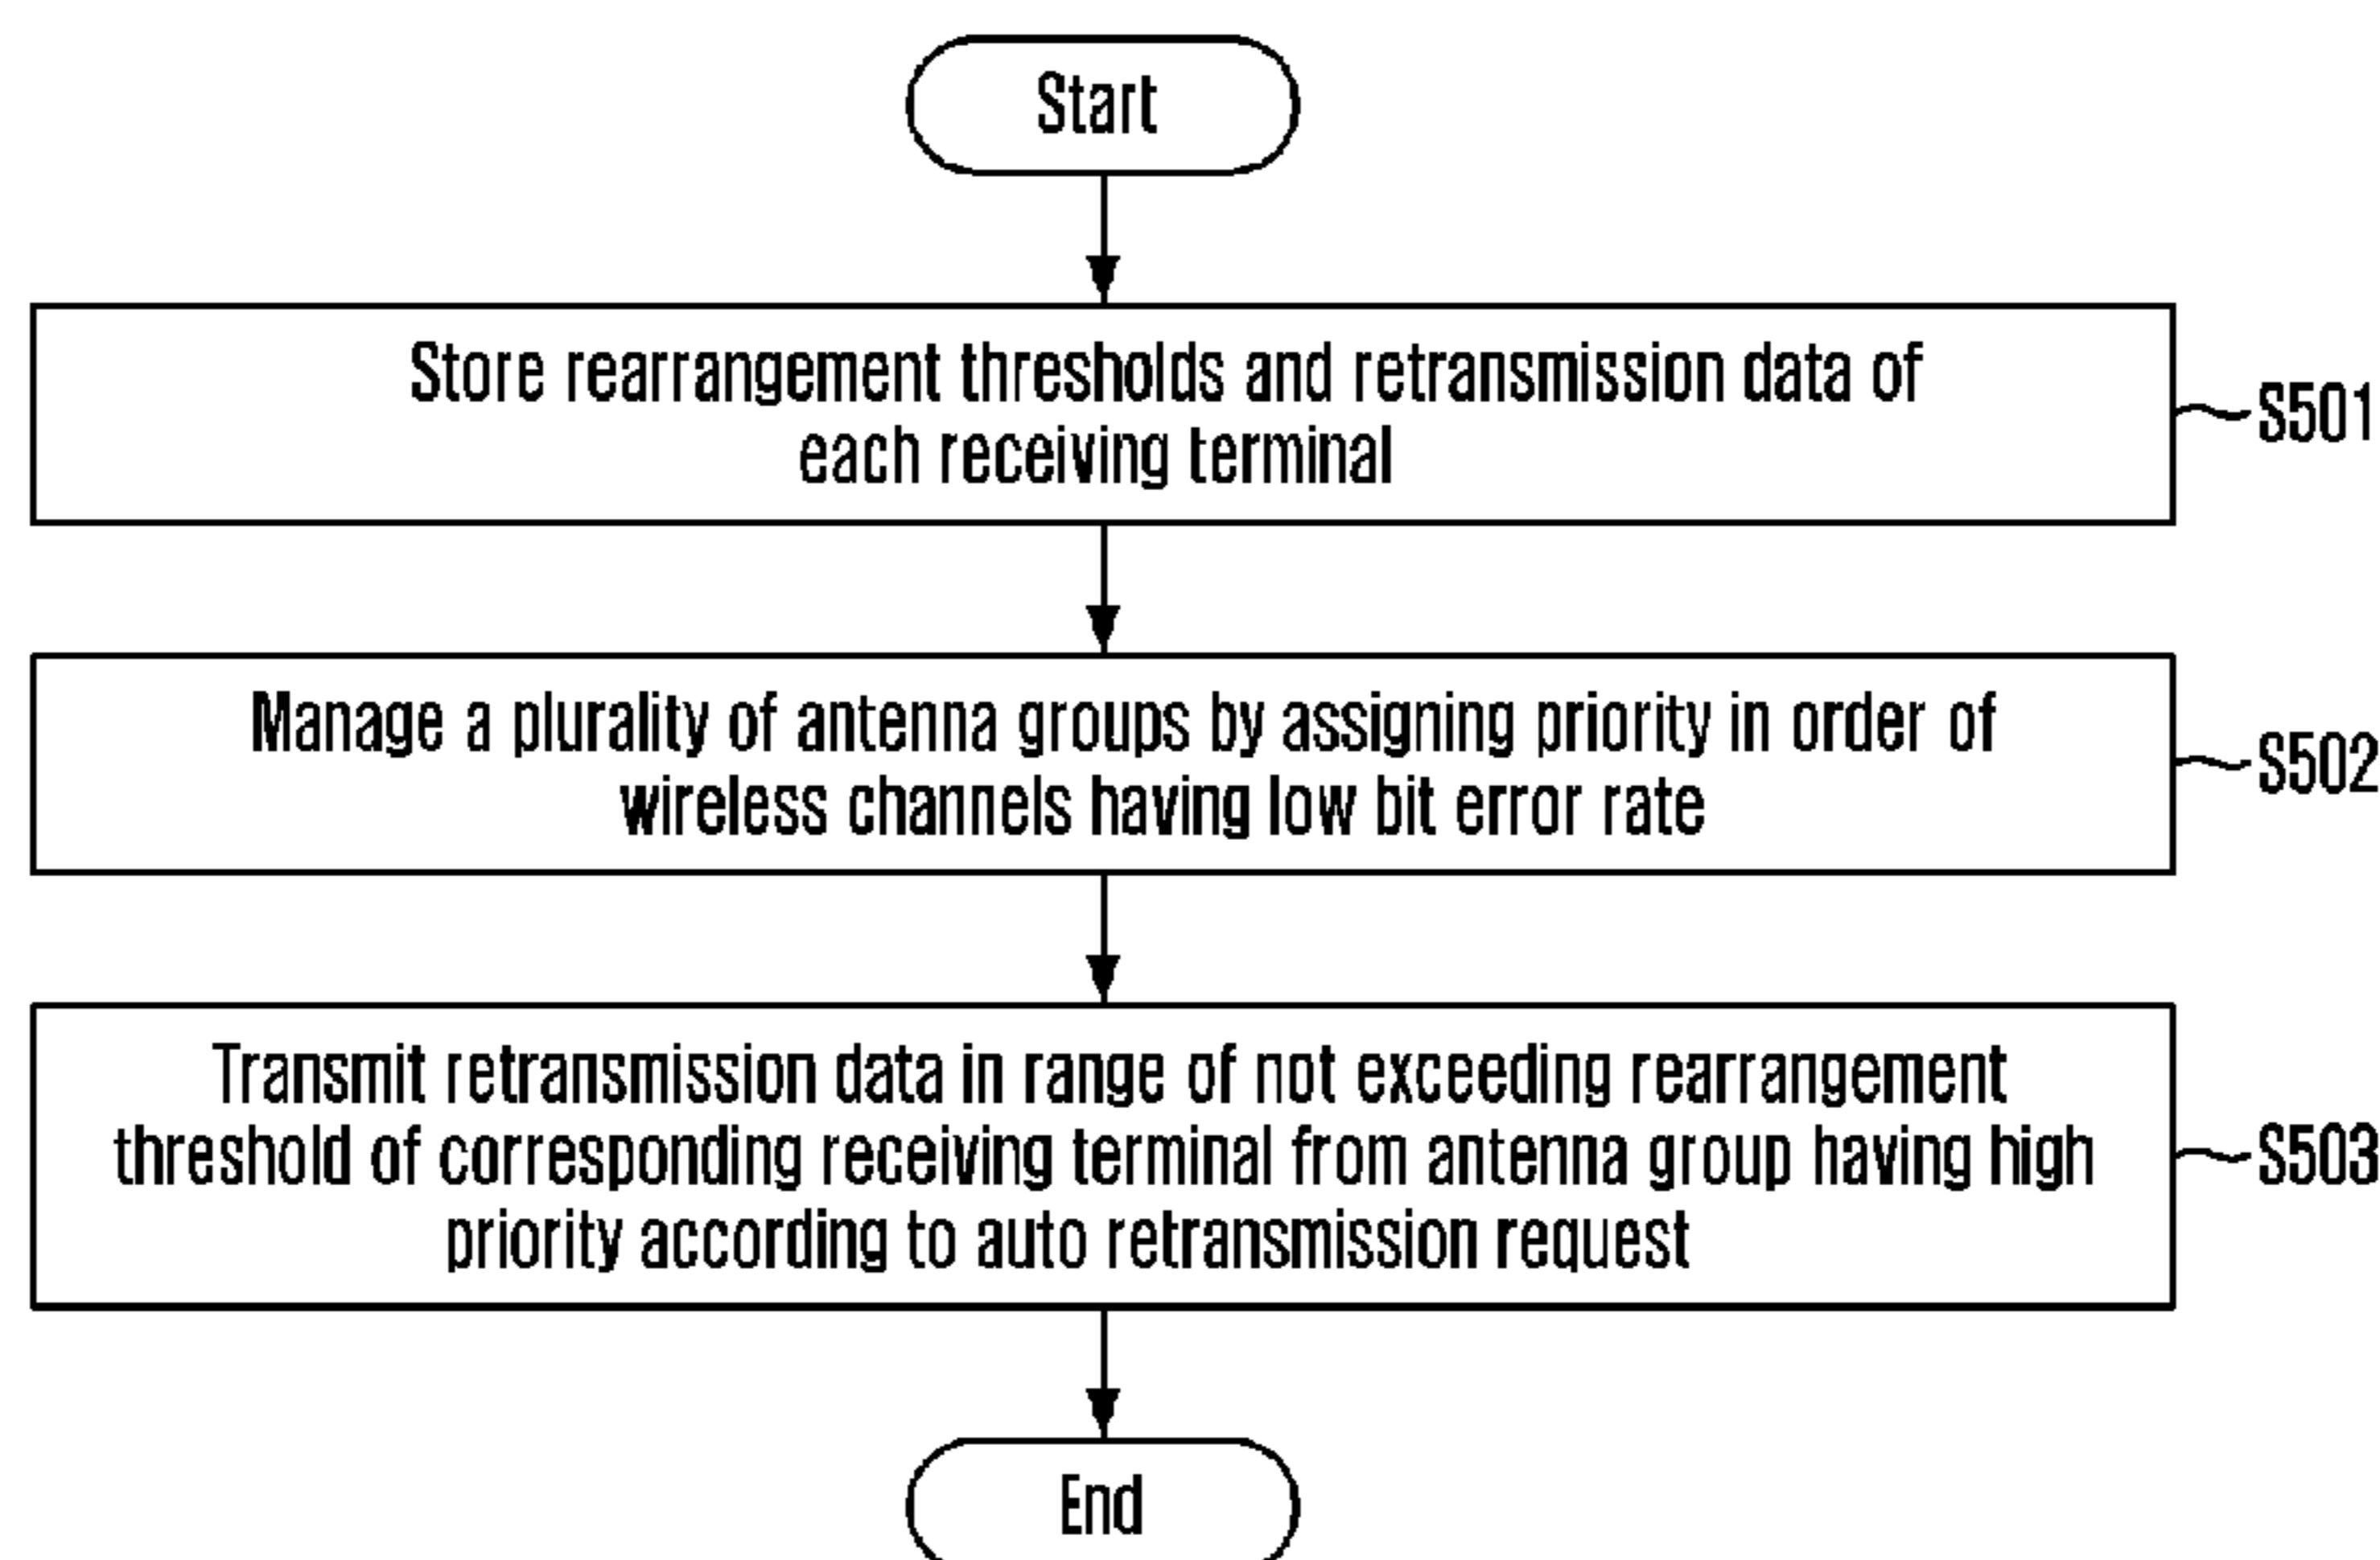 Start
Store rearrangement thresholds and retransmission data of
each receiving terminal
S501
Manage a plurality of antenna groups by assigning priority in order of
wireless channels having low bit error rate
S502
Transmit retransmission data in range of not exceeding rearrangement
threshold of corresponding receiving terminal from antenna group having high
priority according to auto retransmission request
S503
End